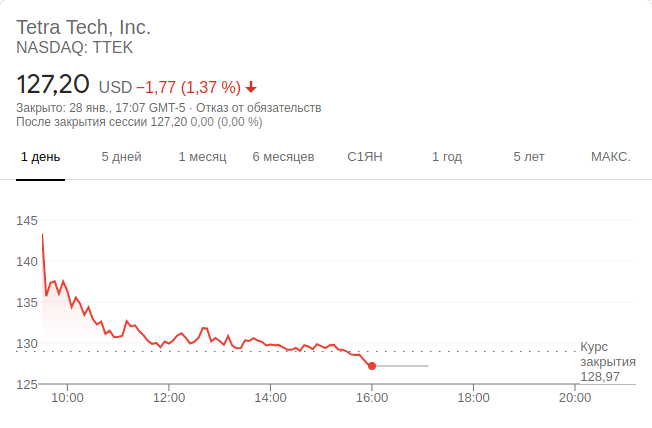 Tetra Tech, Inc.
NASDAQ: TTEK
127,20 USD −1,77 (1,37 %)
Закрыто: 28 янв., 17:07 GMT-5 · Отказ от обязательств
После закрытия сессии 127,20 0,00 (0,00 %)
1 день 5 дней 1 месяц 6 месяцев С1ЯН 1 год 5 лет МАКС.
145
140
135
130
Курс
закрытия
128,97
125
10:00 12:00 14:00 16:00 18:00 20:00